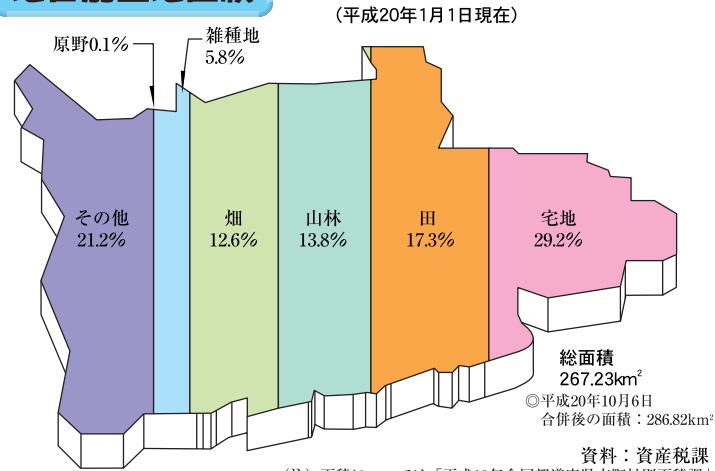 (平成20年1月1日現在)
原野0.1%
雑種地
5.8%
その他
21.2%
畑
12.6%
山林
13.8%
田
17.3%
宅地
29.2%
総面積
267.23km²
◎平成20年10月6日
合併後の面積：286.82km²
資料：資産税課